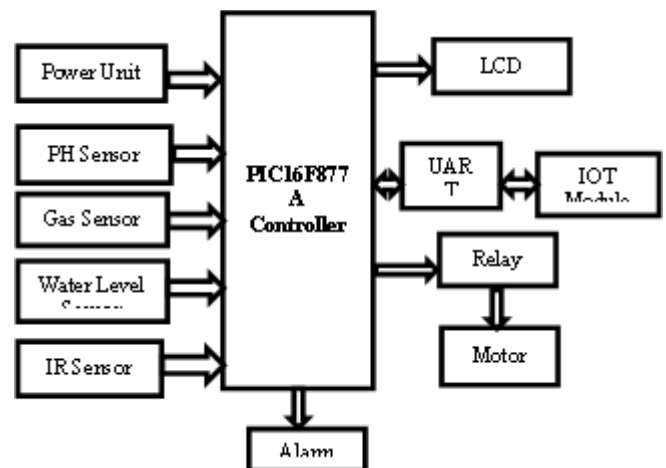 Power Unit
PH Sensor
Gas Sensor
Water Level
IR Sensor
PIC16F877
A
Controller
LCD
UAR
T
IOT
Module
Relay
Motor
Alarm